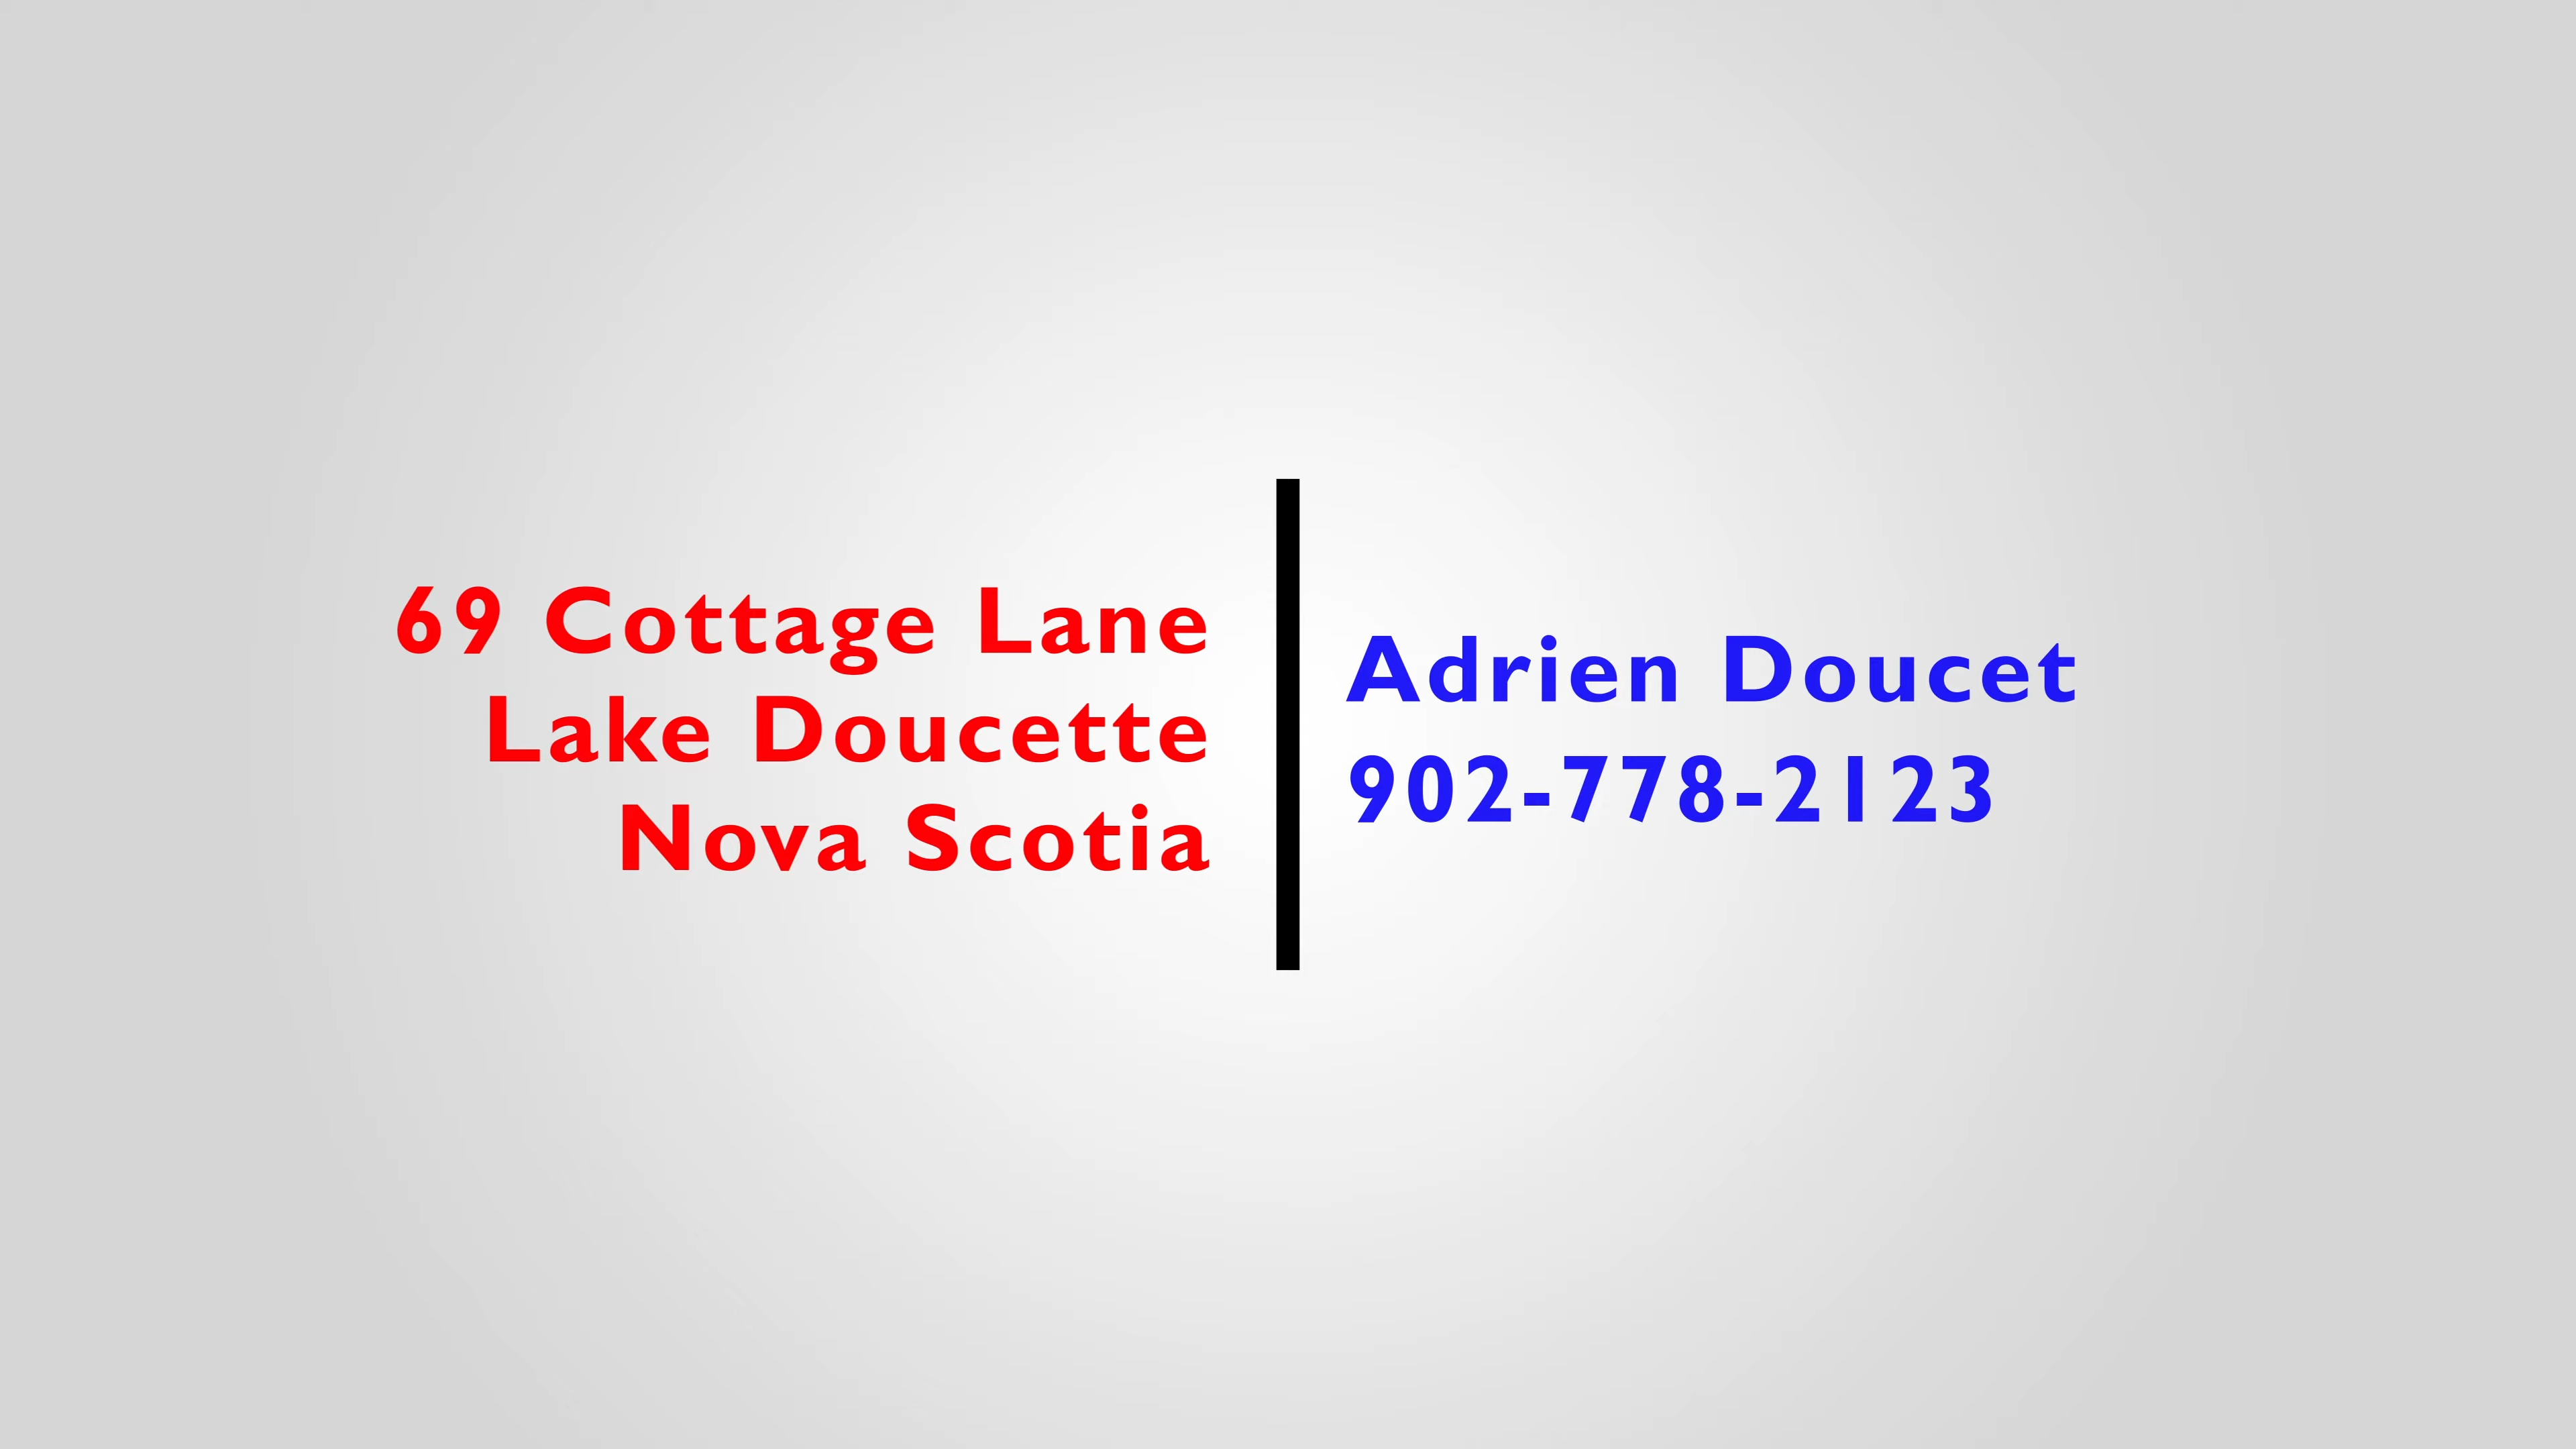 69 Cottage Lane
Lake Doucette
Nova Scotia
Adrien Doucet
902-778-2123